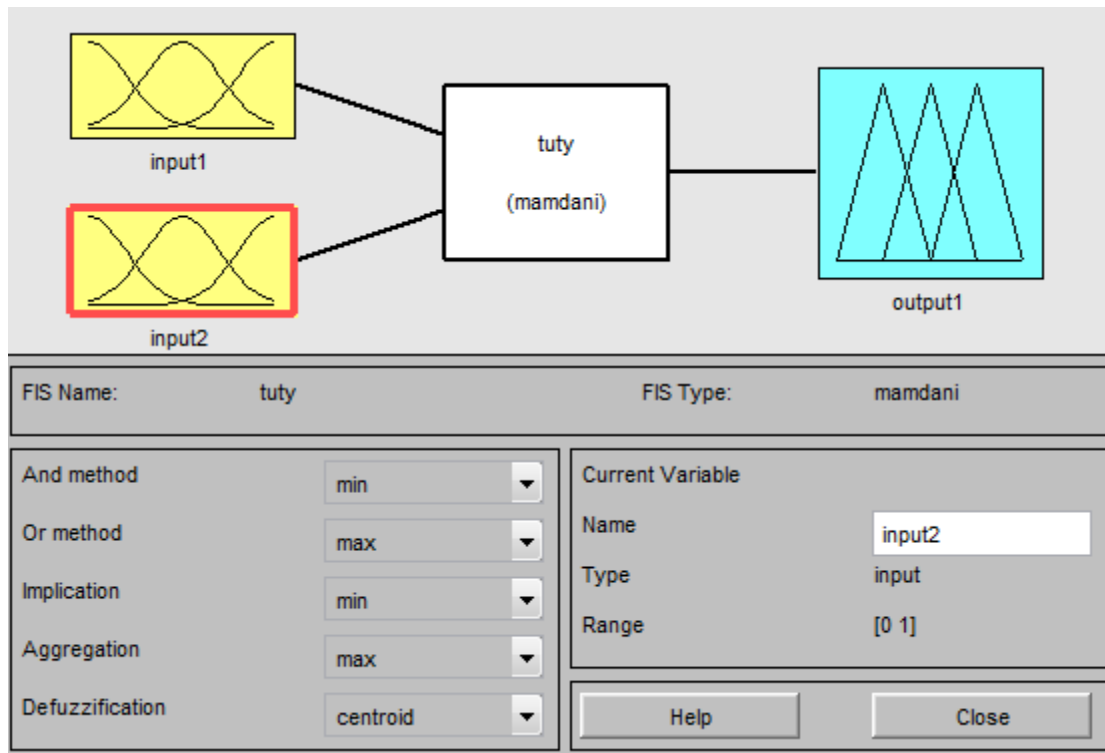 input1
tuty
(mamdani)
input2
output1
FIS Name: tuty FIS Type: mamdani
And method min
Or method max
Implication min
Aggregation max
Defuzzification centroid
Current Variable
Name input2
Type input
Range [0 1]
Help Close